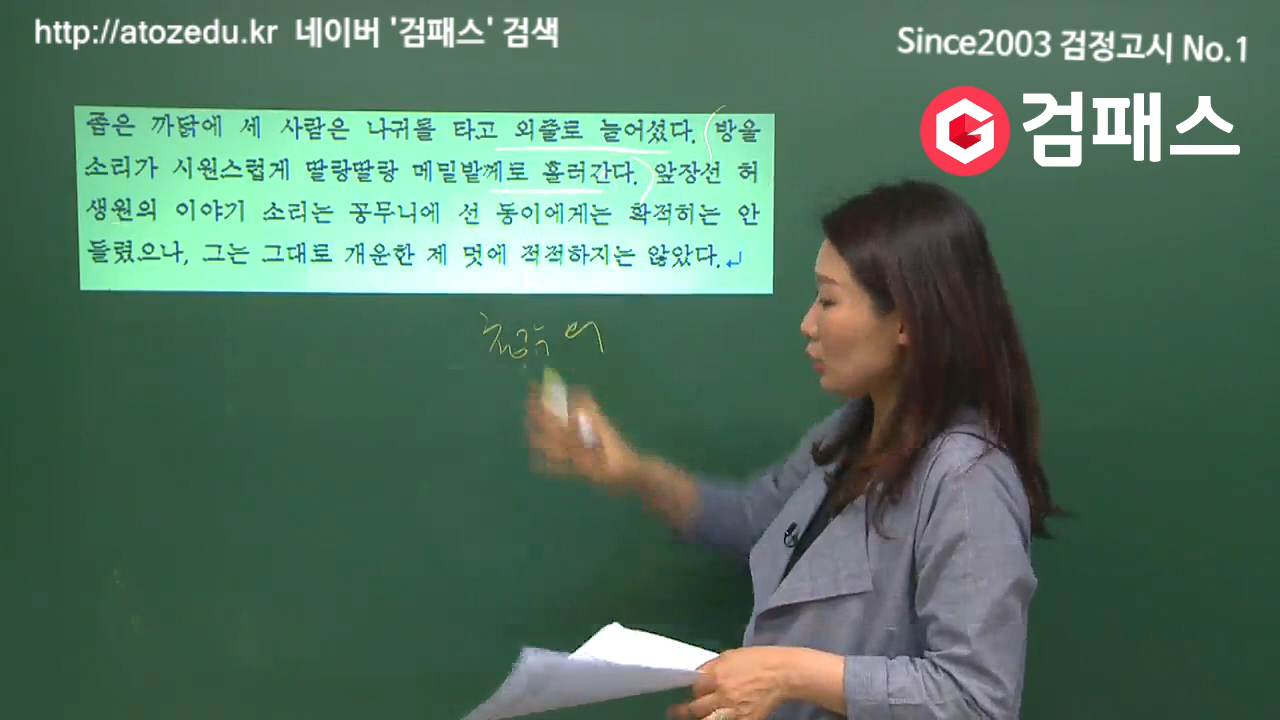 http://atozedu.kr 네이버 '검패스' 검색
Since2003 검정고시 No.1
검패스
좁은 까닭에 세 사람은 나귀를 타고 외줄로 늘어섰다. 방울
소리가 시원스럽게 딸랑딸랑 메밀밭께로 흘러간다. 앞장선 허
생원의 이야기 소리는 꽁무니에 선 동이에게는 확적히는 안
들렸으나, 그는 그대로 개운한 제 멋에 적적하지는 않았다.↵